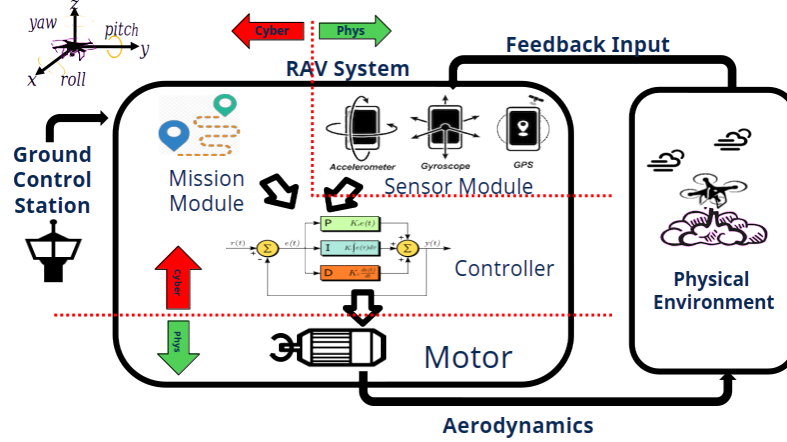 z
yaw
pitch
y
x
roll
Cyber
Phys
Feedback Input
RAV System
Ground
Control
Station
Mission
Module
Accelerometer
Gyroscope
GPS
Sensor Module
P K.e(t)
r(t)
Σ
e(t)
I K∫e(τ)dτ
Σ
y(t)
D
Controller
Cyber
Phys
Motor
Physical
Environment
Aerodynamics